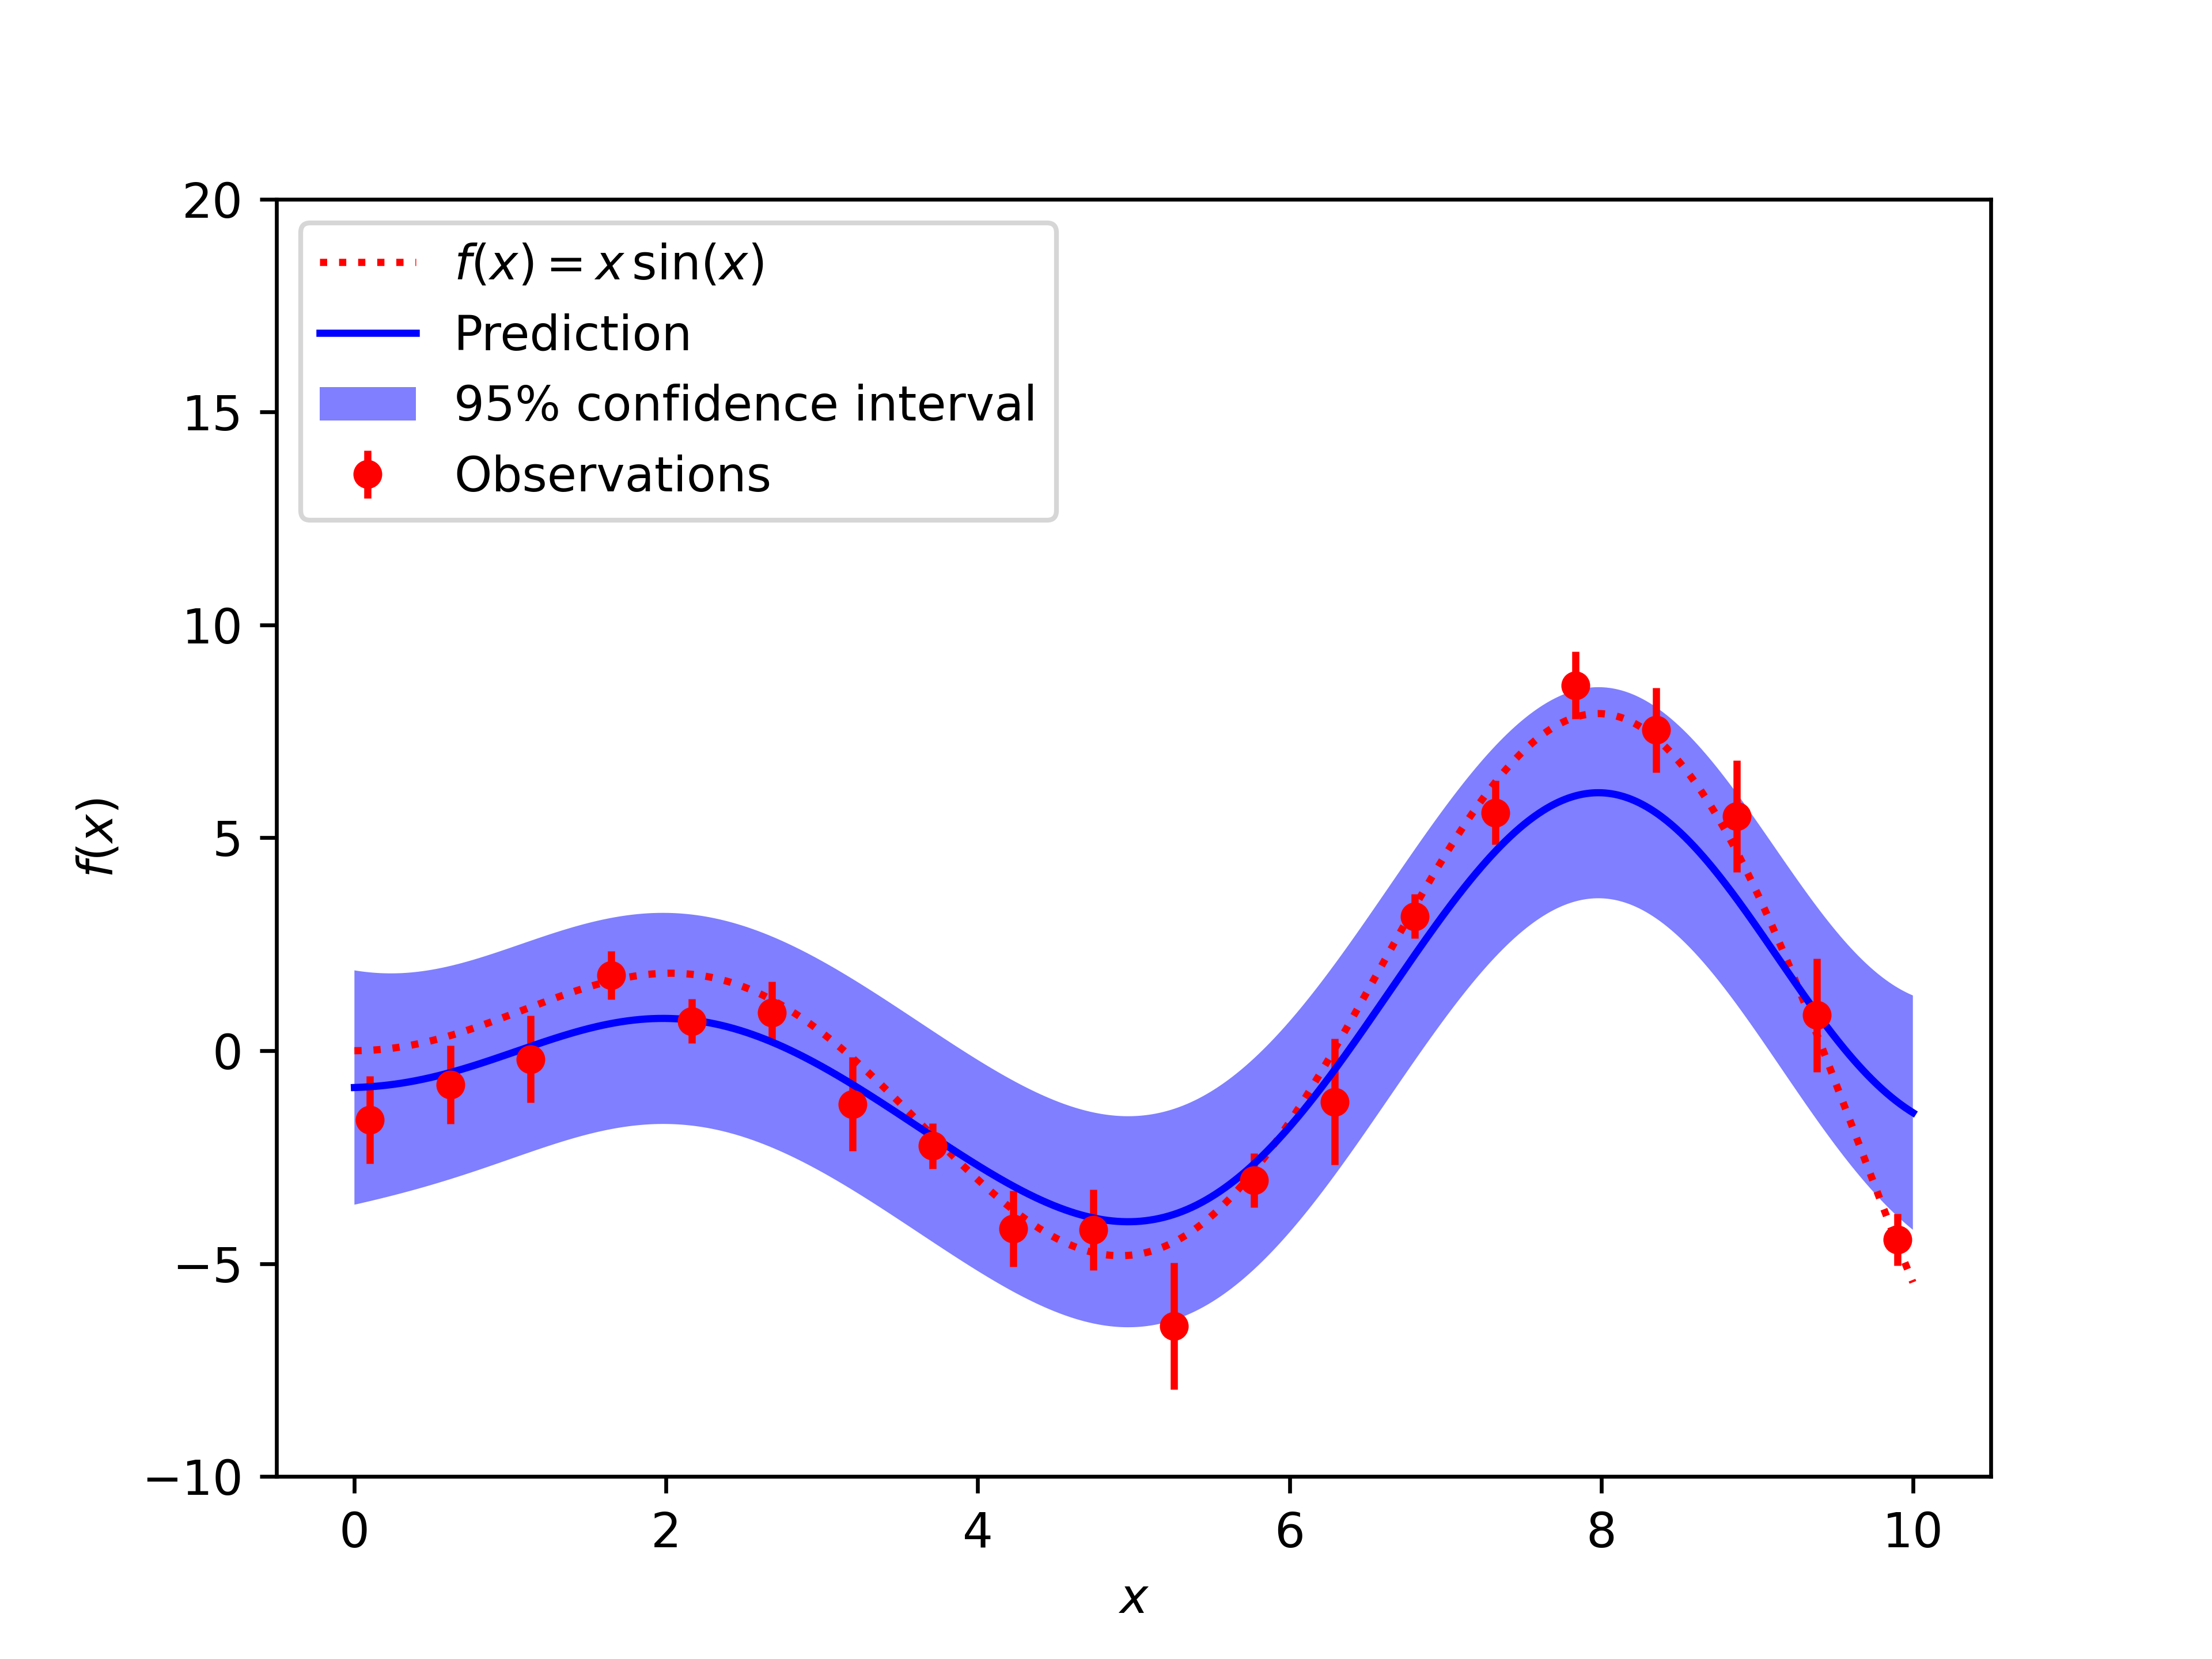 f(x) = x sin(x)
Prediction
95% confidence interval
Observations
20
15
10
5
0
−5
−10
f(x)
0 2 4 6 8 10
x